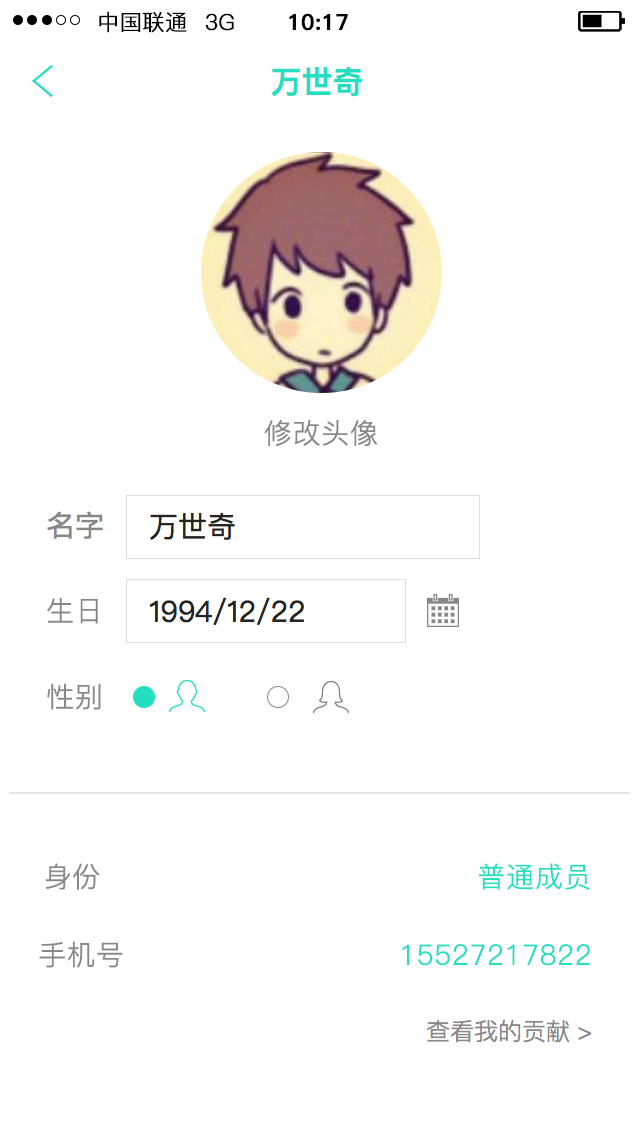 中国联通 3G 10:17
万世奇
修改头像
名字 万世奇
生日 1994/12/22
性别
身份 普通成员
手机号 15527217822
查看我的贡献 >